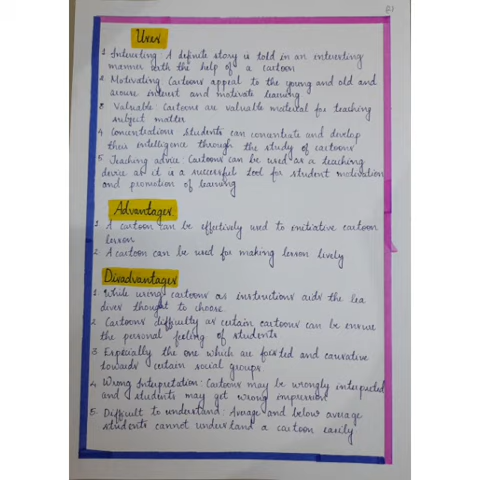 Uses
1 Interesting A definite story is told in an interesting
manner with the help of a cartoon
2 Motivating Cartoons appeal to the young and old and
arouse interest and motivate learning
3 Valuable: Cartoons are valuable material for teaching
subject matter
4 Concentrations Students can concentrate and develop
their intelligence through the study of cartoons
5 Teaching advice: Cartoons can be used as a teaching
device as it is a successful tool for student motivation
and promotion of learning
Advantages
1 A cartoon can be effectively used to initiative cartoon
lesson
2 A cartoon can be used for making lesson lively
Disadvantages
1 While using cartoons as instructions aids the lea
thought to choose.
2 Cartoons difficulty as certain cartoons can be
the personal feeling of students
3 Especially the one which are and
towards certain social groups.
4 Wrong Interpretation: Cartoons may be wrongly
and students may get wrong impression
5 Difficult to understand: Average and below average
students cannot understand a cartoon easily